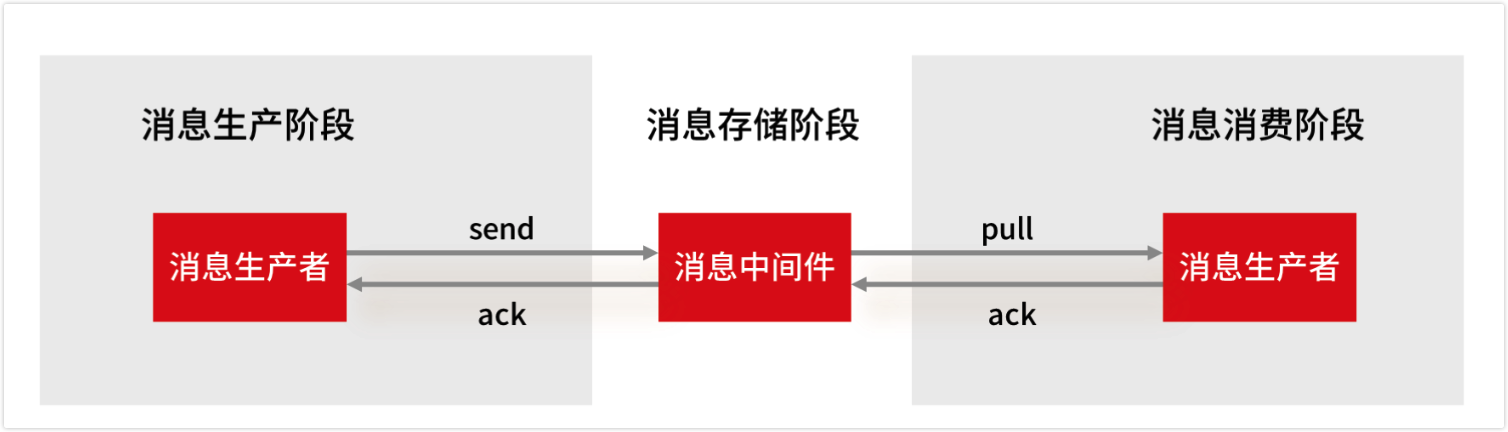 消息生产阶段
消息存储阶段
消息消费阶段
send
pull
消息生产者
消息中间件
消息生产者
ack
ack